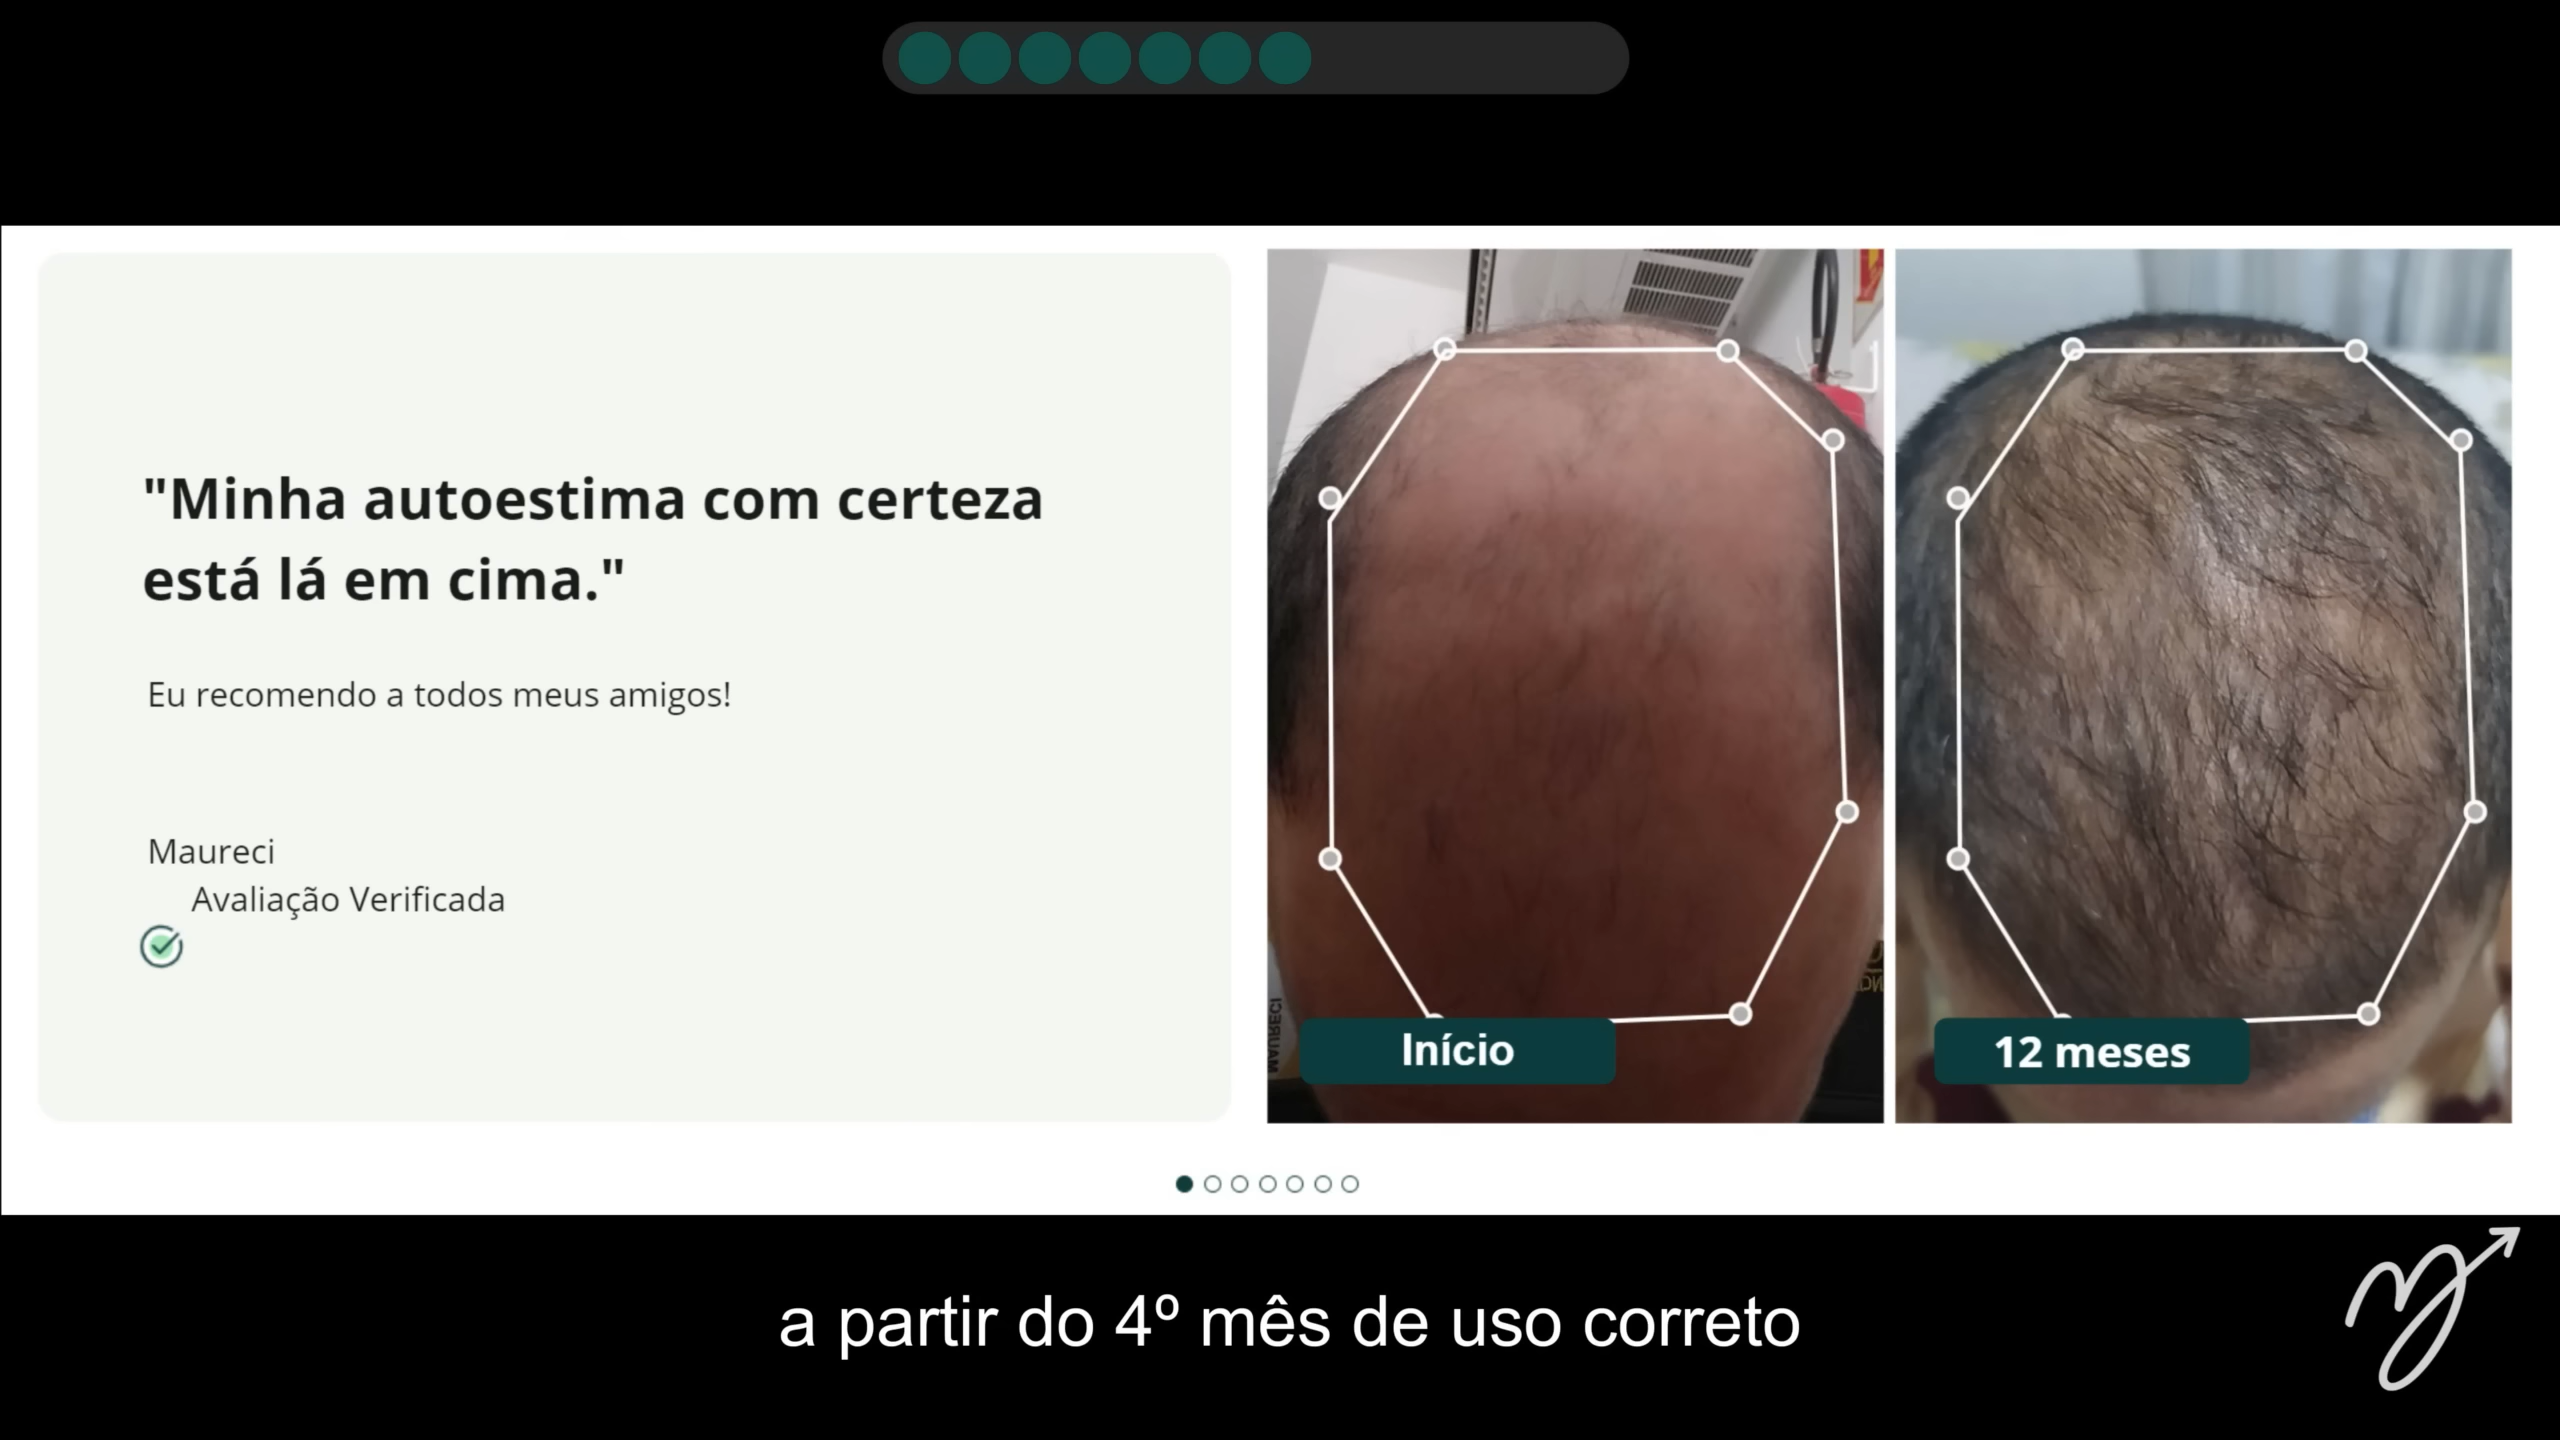 "Minha autoestima com certeza
está lá em cima."
Eu recomendo a todos meus amigos!
Maureci
Avaliação Verificada
MAURECI
Início
12 meses
a partir do 4º mês de uso correto